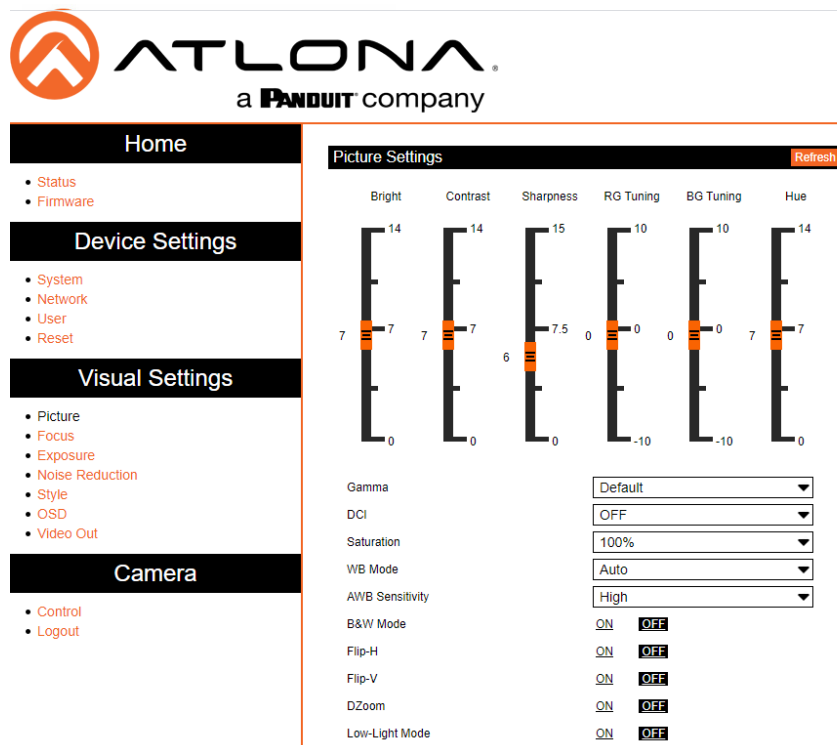 ATLONA®
a PANDUIT™ company
Home
• Status
• Firmware
Device Settings
• System
• Network
• User
• Reset
Visual Settings
• Picture
• Focus
• Exposure
• Noise Reduction
• Style
• OSD
• Video Out
Camera
• Control
• Logout
Picture Settings Refresh
Bright Contrast Sharpness RG Tuning BG Tuning Hue
14 14 15 10 10 14
7 7 7 7 7.5 0 0 0 0 7 7
6
0 0 0 -10 -10 0
Gamma Default
DCI OFF
Saturation 100%
WB Mode Auto
AWB Sensitivity High
B&W Mode ON OFF
Flip-H ON OFF
Flip-V ON OFF
DZoom ON OFF
Low-Light Mode ON OFF